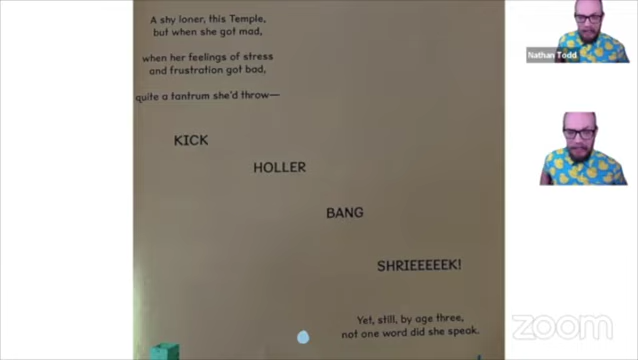 A shy loner, this Temple,
but when she got mad,
when her feelings of stress
and frustration got bad,
quite a tantrum she'd throw—
KICK
HOLLER
BANG
SHRIEEEEEK!
Yet, still, by age three,
not one word did she speak.
Nathan Todd
zoom